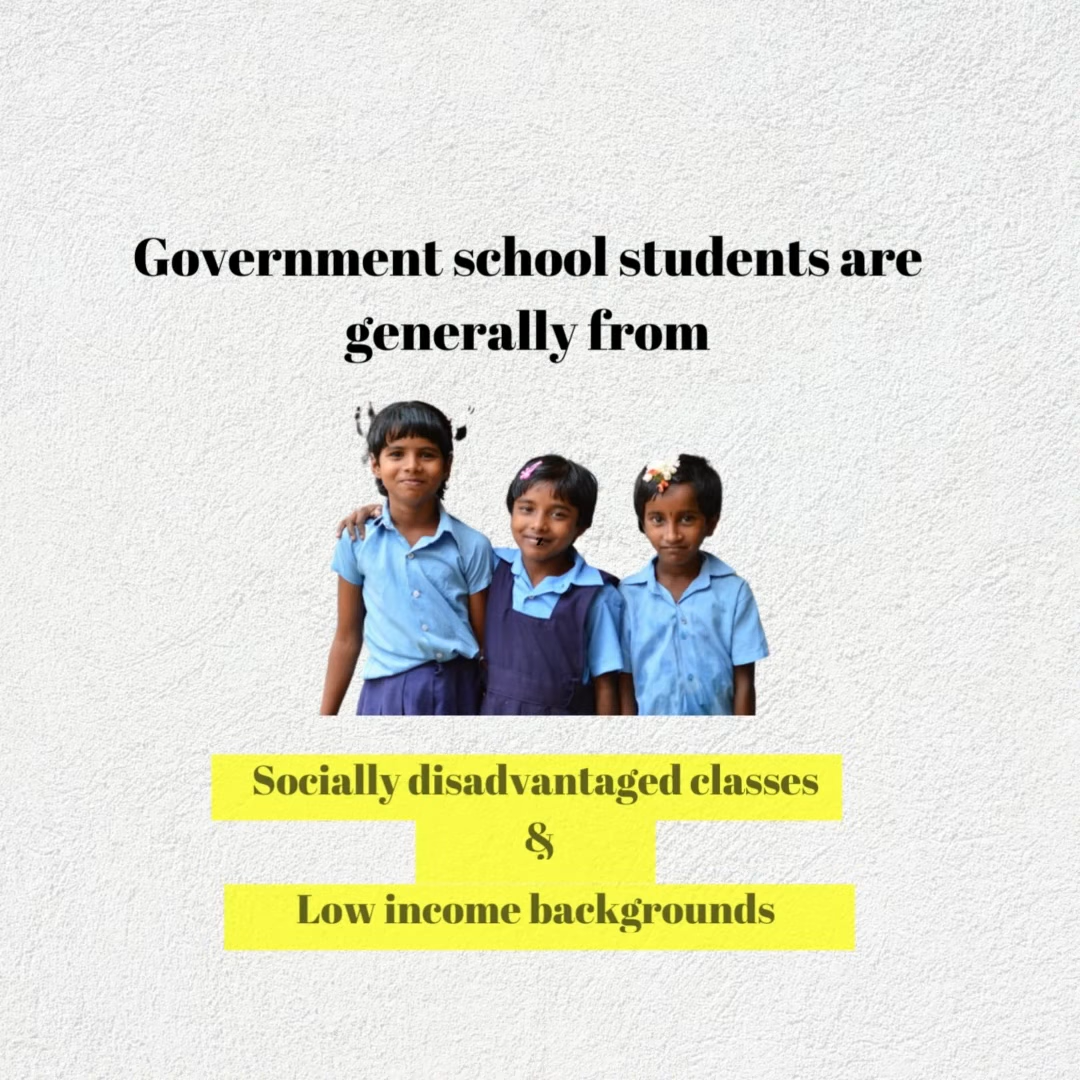 Government school students are
generally from
Socially disadvantaged classes
&
Low income backgrounds